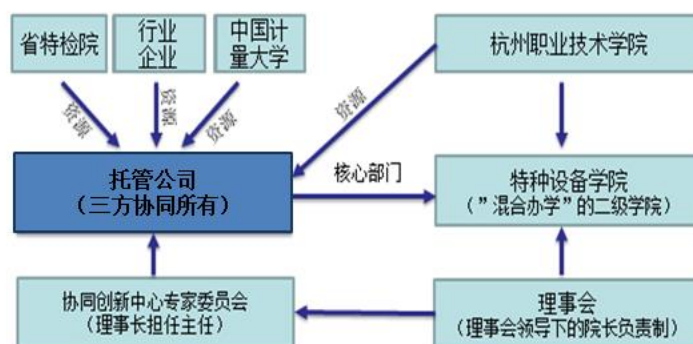 省特检院
行业
企业
中国计
量大学
杭州职业技术学院
资源
资源
资源
资源
托管公司
（三方协同所有）
核心部门
特种设备学院
（”混合办学”的二级学院）
协同创新中心专家委员会
（理事长担任主任）
理事会
（理事会领导下的院长负责制）